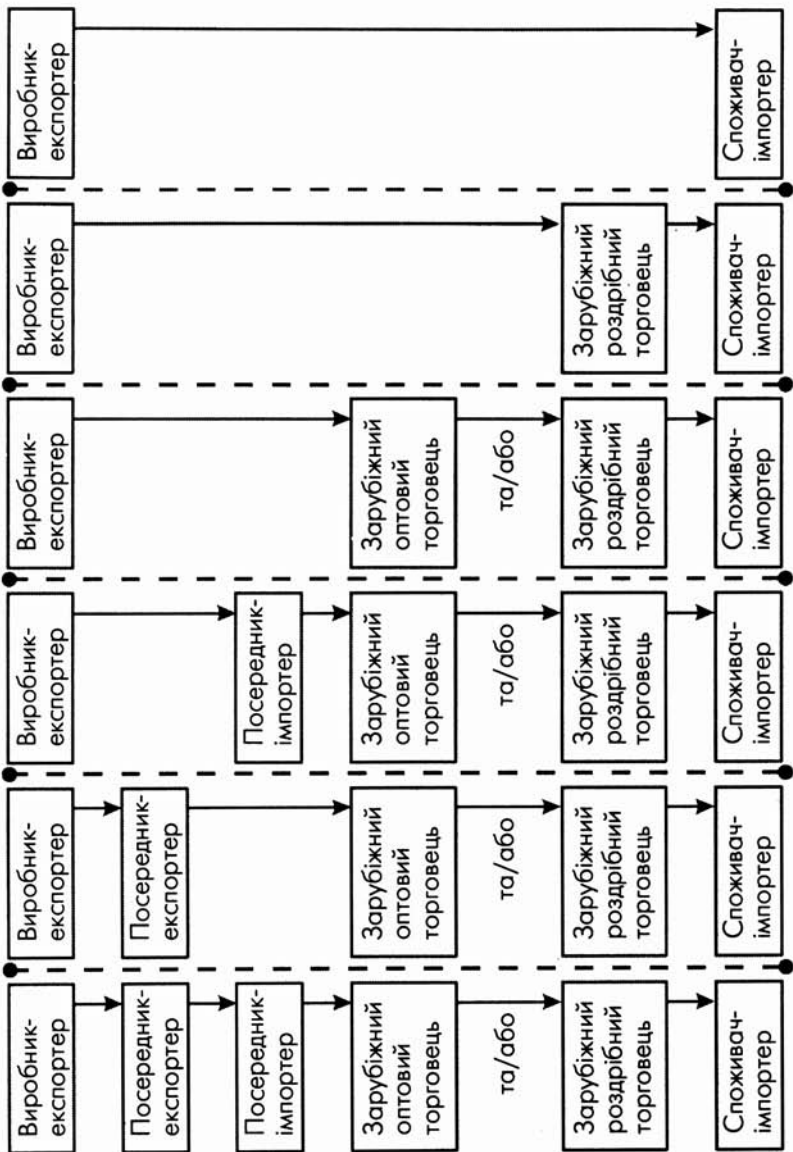 Виробник-
експортер
Посередник-
експортер
Посередник-
імпортер
Зарубіжний
оптовий
торговець
та/або
Зарубіжний
роздрібний
торговець
Споживач-
імпортер
Виробник-
експортер
Посередник-
експортер
Зарубіжний
оптовий
торговець
та/або
Зарубіжний
роздрібний
торговець
Споживач-
імпортер
Виробник-
експортер
Посередник-
імпортер
Зарубіжний
оптовий
торговець
та/або
Зарубіжний
роздрібний
торговець
Споживач-
імпортер
Виробник-
експортер
Зарубіжний
оптовий
торговець
та/або
Зарубіжний
роздрібний
торговець
Споживач-
імпортер
Виробник-
експортер
Зарубіжний
роздрібний
торговець
Споживач-
імпортер
Виробник-
експортер
Споживач-
імпортер